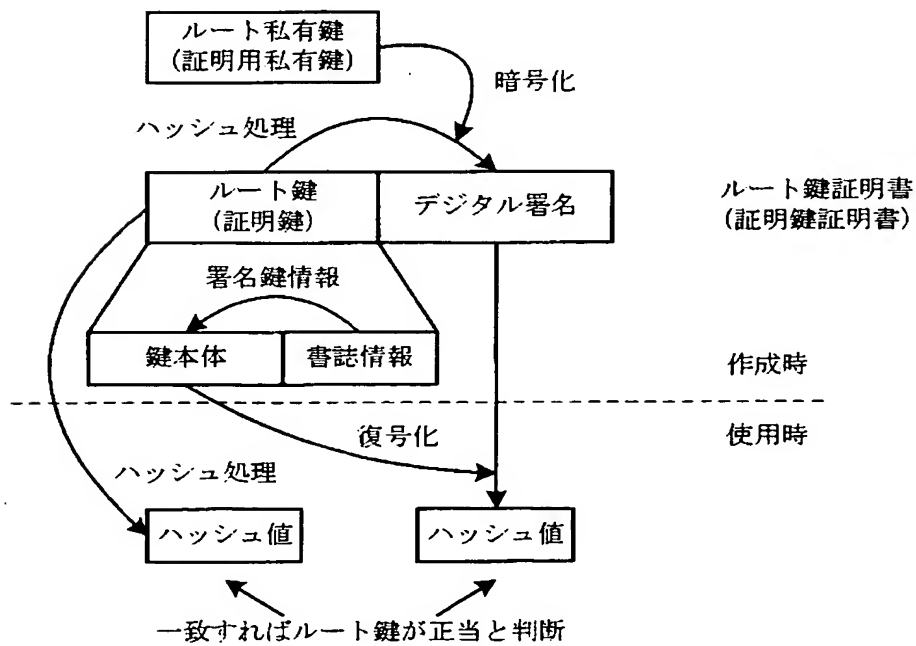 ルート私有鍵
(証明用私有鍵)
暗号化
ハッシュ処理
ルート鍵
(証明鍵)
デジタル署名
ルート鍵証明書
(証明鍵証明書)
署名鍵情報
鍵本体
書誌情報
作成時
復号化
使用時
ハッシュ処理
ハッシュ値
ハッシュ値
一致すればルート鍵が正当と判断